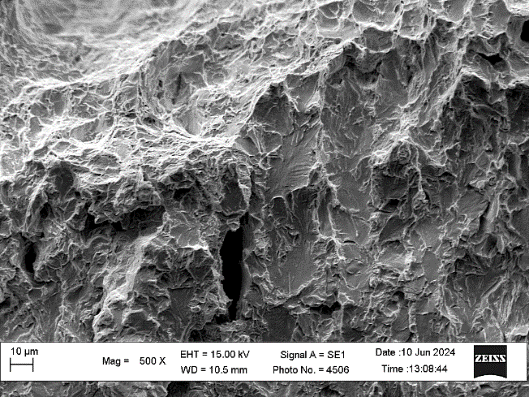 10 µm
Mag = 500 X
EHT = 15.00 kV
WD = 10.5 mm
Signal A = SE1
Photo No. = 4506
Date :10 Jun 2024
Time :13:08:44
ZEISS